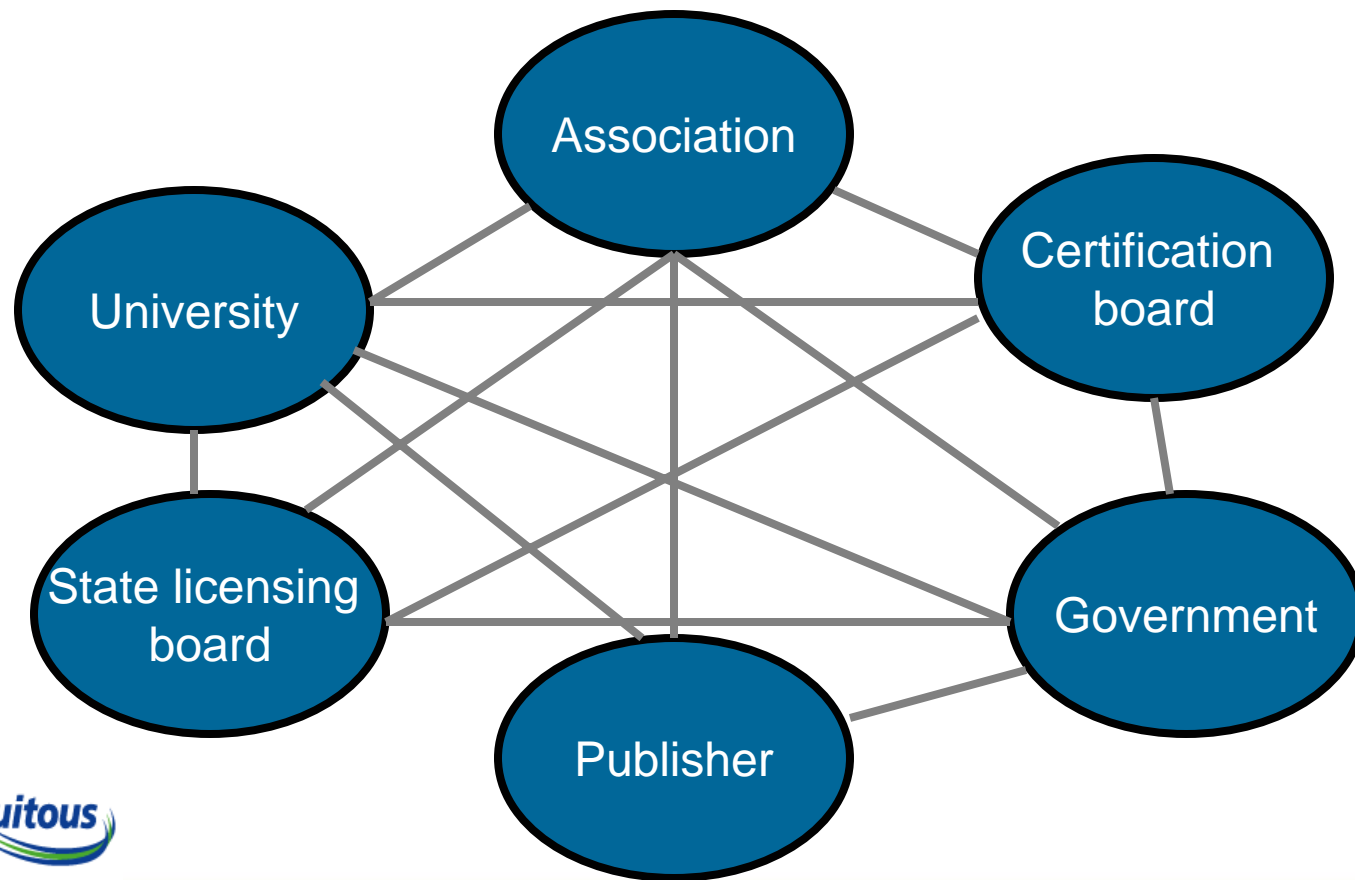 Association
Certification
board
University
State licensing
board
Government
Publisher
uitous